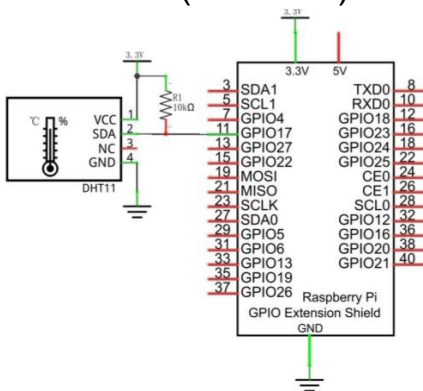 3.3V
3.3V
3.3V 5V
℃ %
VCC 1
SDA 2
NC 3
GND 4
DHT11
R1
10kΩ
3 SDA1 TXD0 8
5 SCL1 RXD0 10
7 GPIO4 GPIO18 12
11 GPIO17 GPIO23 16
13 GPIO27 GPIO24 18
15 GPIO22 GPIO25 22
19 MOSI CE0 24
21 MISO CE1 26
23 SCLK SCL0 28
27 SDA0 GPIO12 32
29 GPIO5 GPIO16 36
31 GPIO6 GPIO20 38
33 GPIO13 GPIO21 40
35 GPIO19
37 GPIO26
Raspberry Pi
GPIO Extension Shield
GND